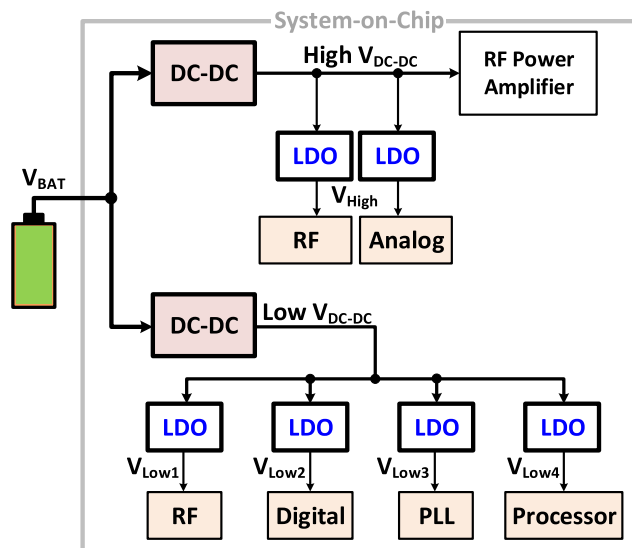 System-on-Chip
DC-DC
High VDC-DC
RF Power
Amplifier
LDO
LDO
VBAT
VHigh
RF
Analog
DC-DC
Low VDC-DC
LDO
LDO
LDO
LDO
VLow1
VLow2
VLow3
VLow4
RF
Digital
PLL
Processor